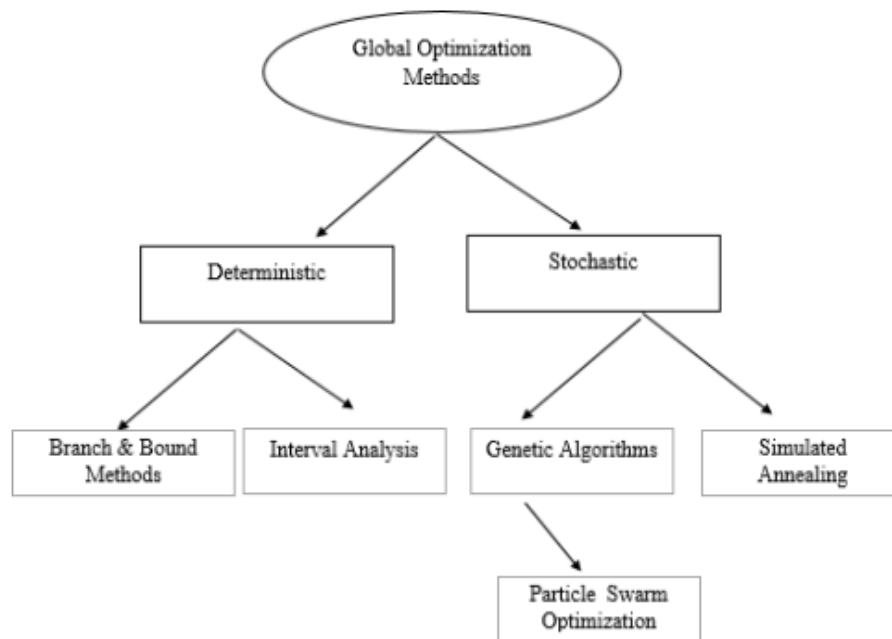 Global Optimization
Methods
Deterministic
Stochastic
Branch & Bound
Methods
Interval Analysis
Genetic Algorithms
Simulated
Annealing
Particle Swarm
Optimization